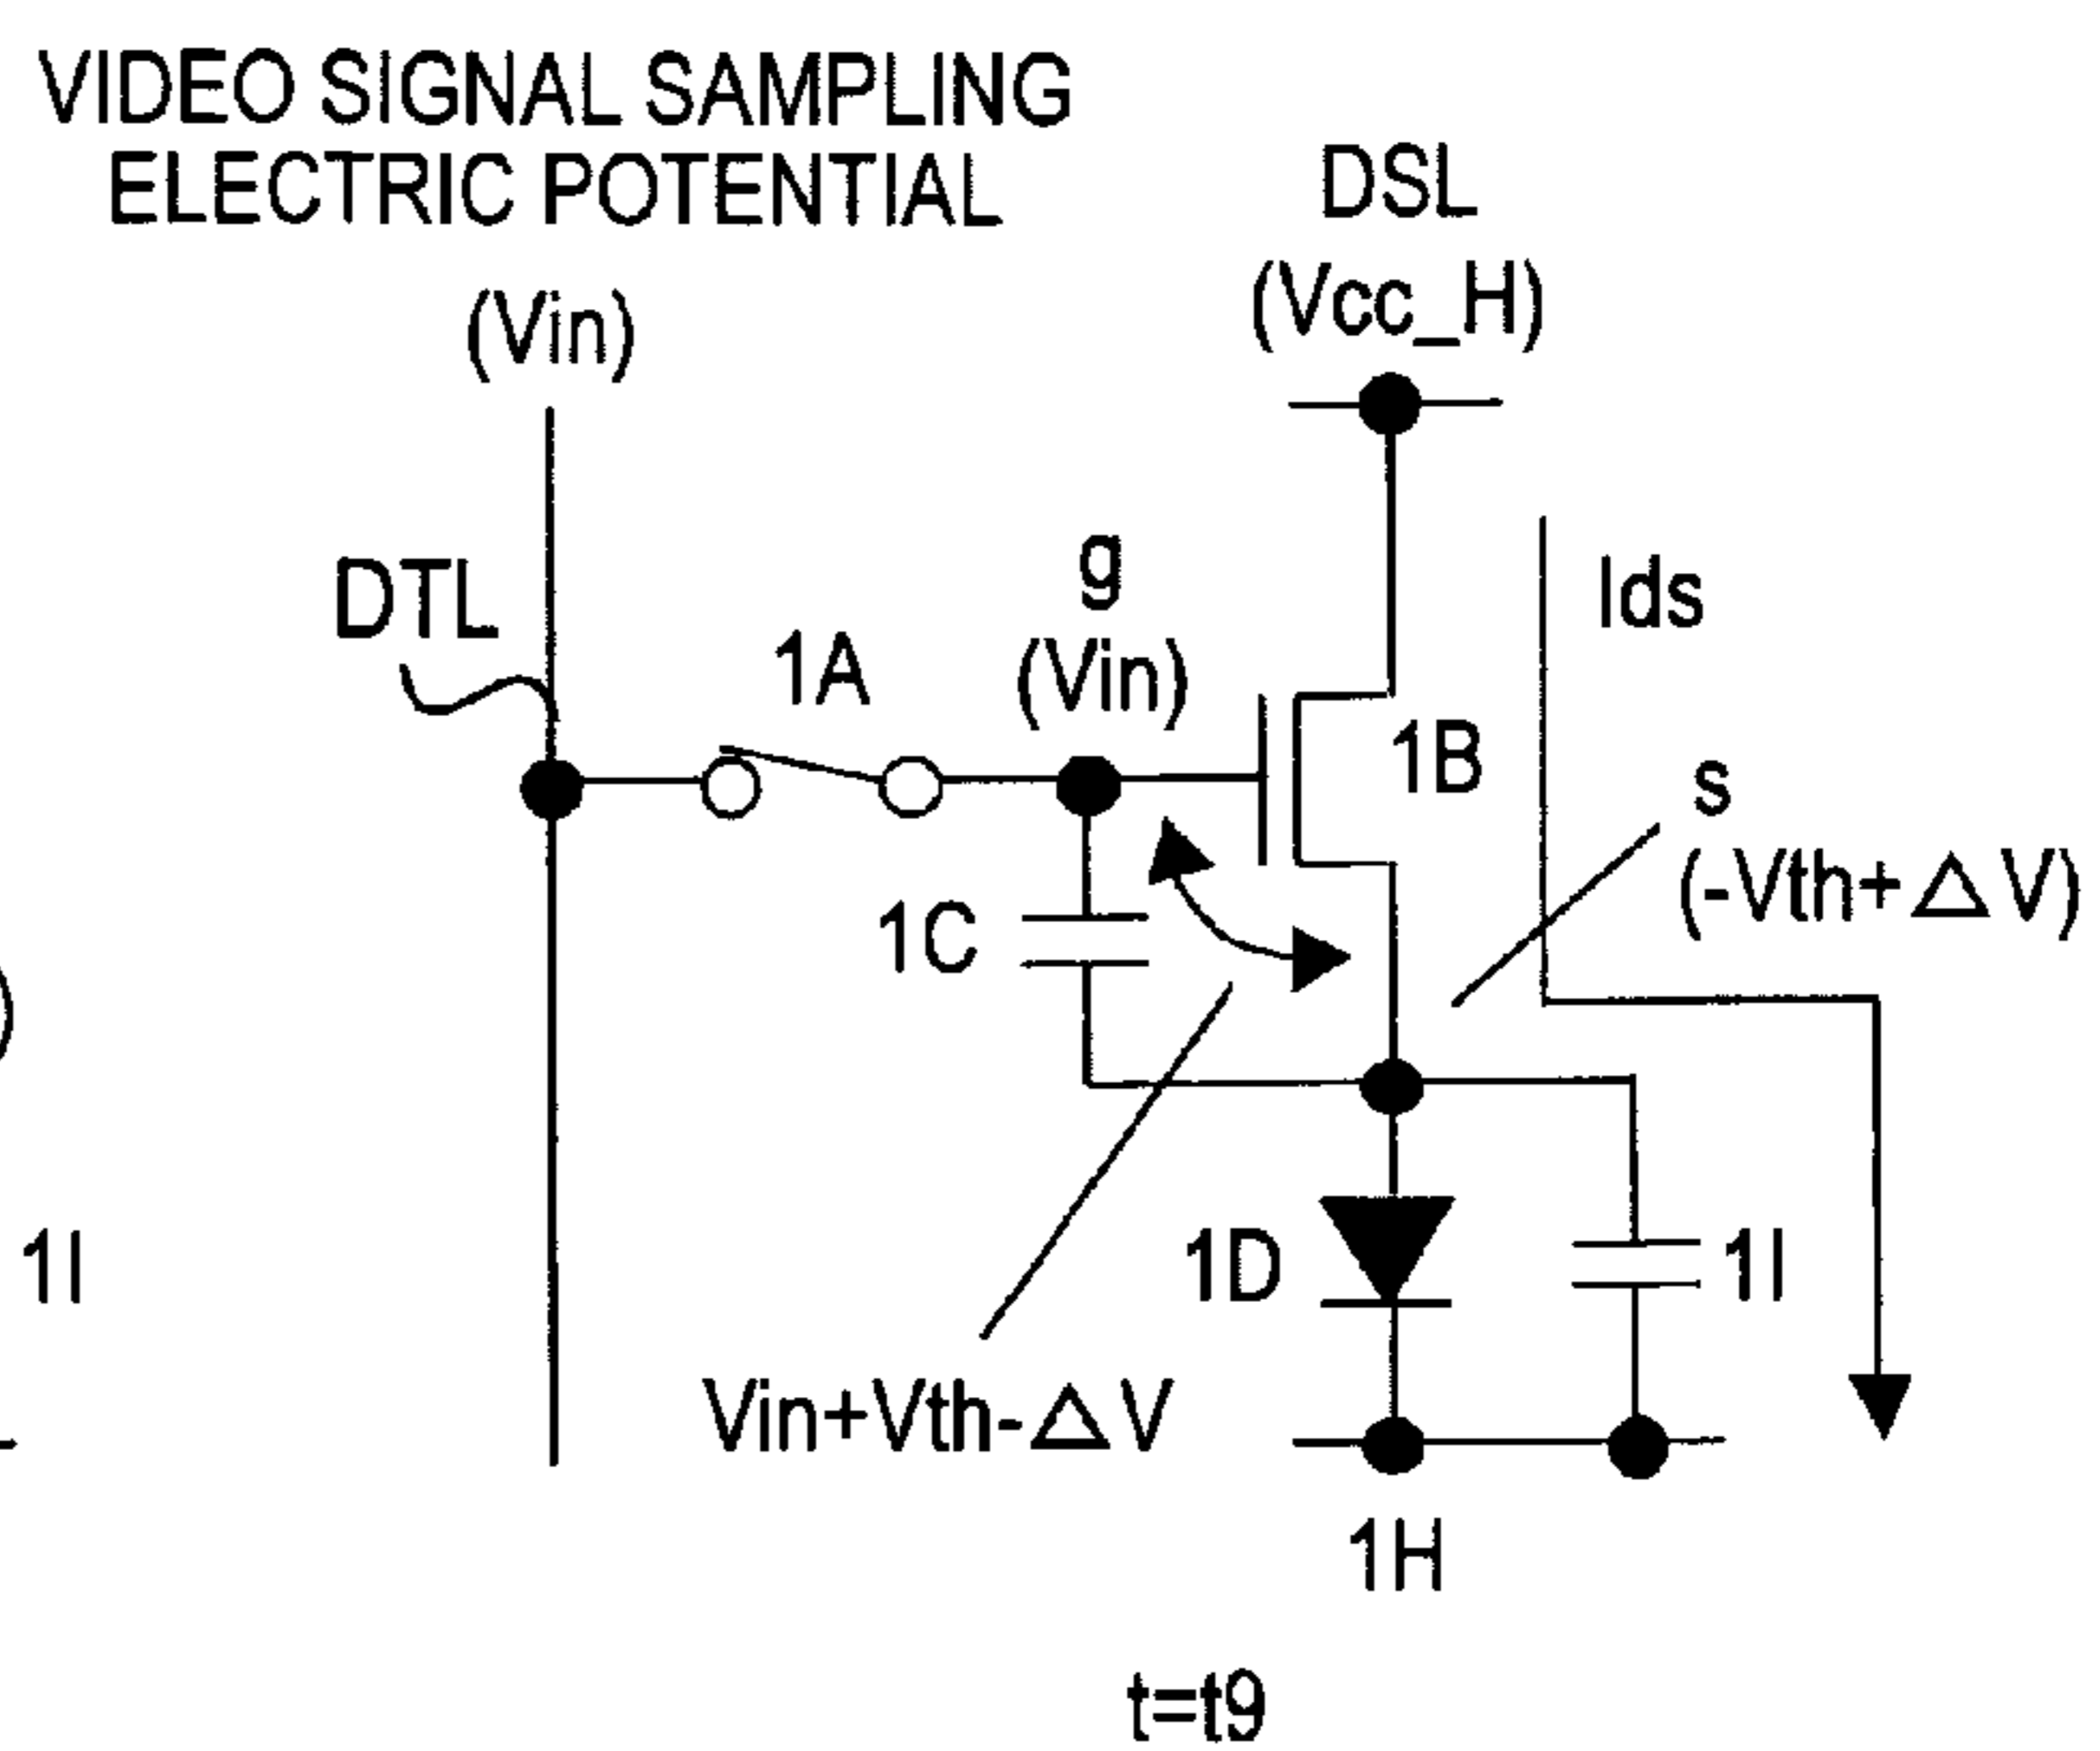 VIDEO SIGNAL SAMPLING
ELECTRIC POTENTIAL
(Vin)
DSL
(Vcc_H)
DTL
1A
g
(Vin)
1B
Ids
s
(-Vth+△V)
1C
)
1I
1D
1I
Vin+Vth-△V
1H
t=t9